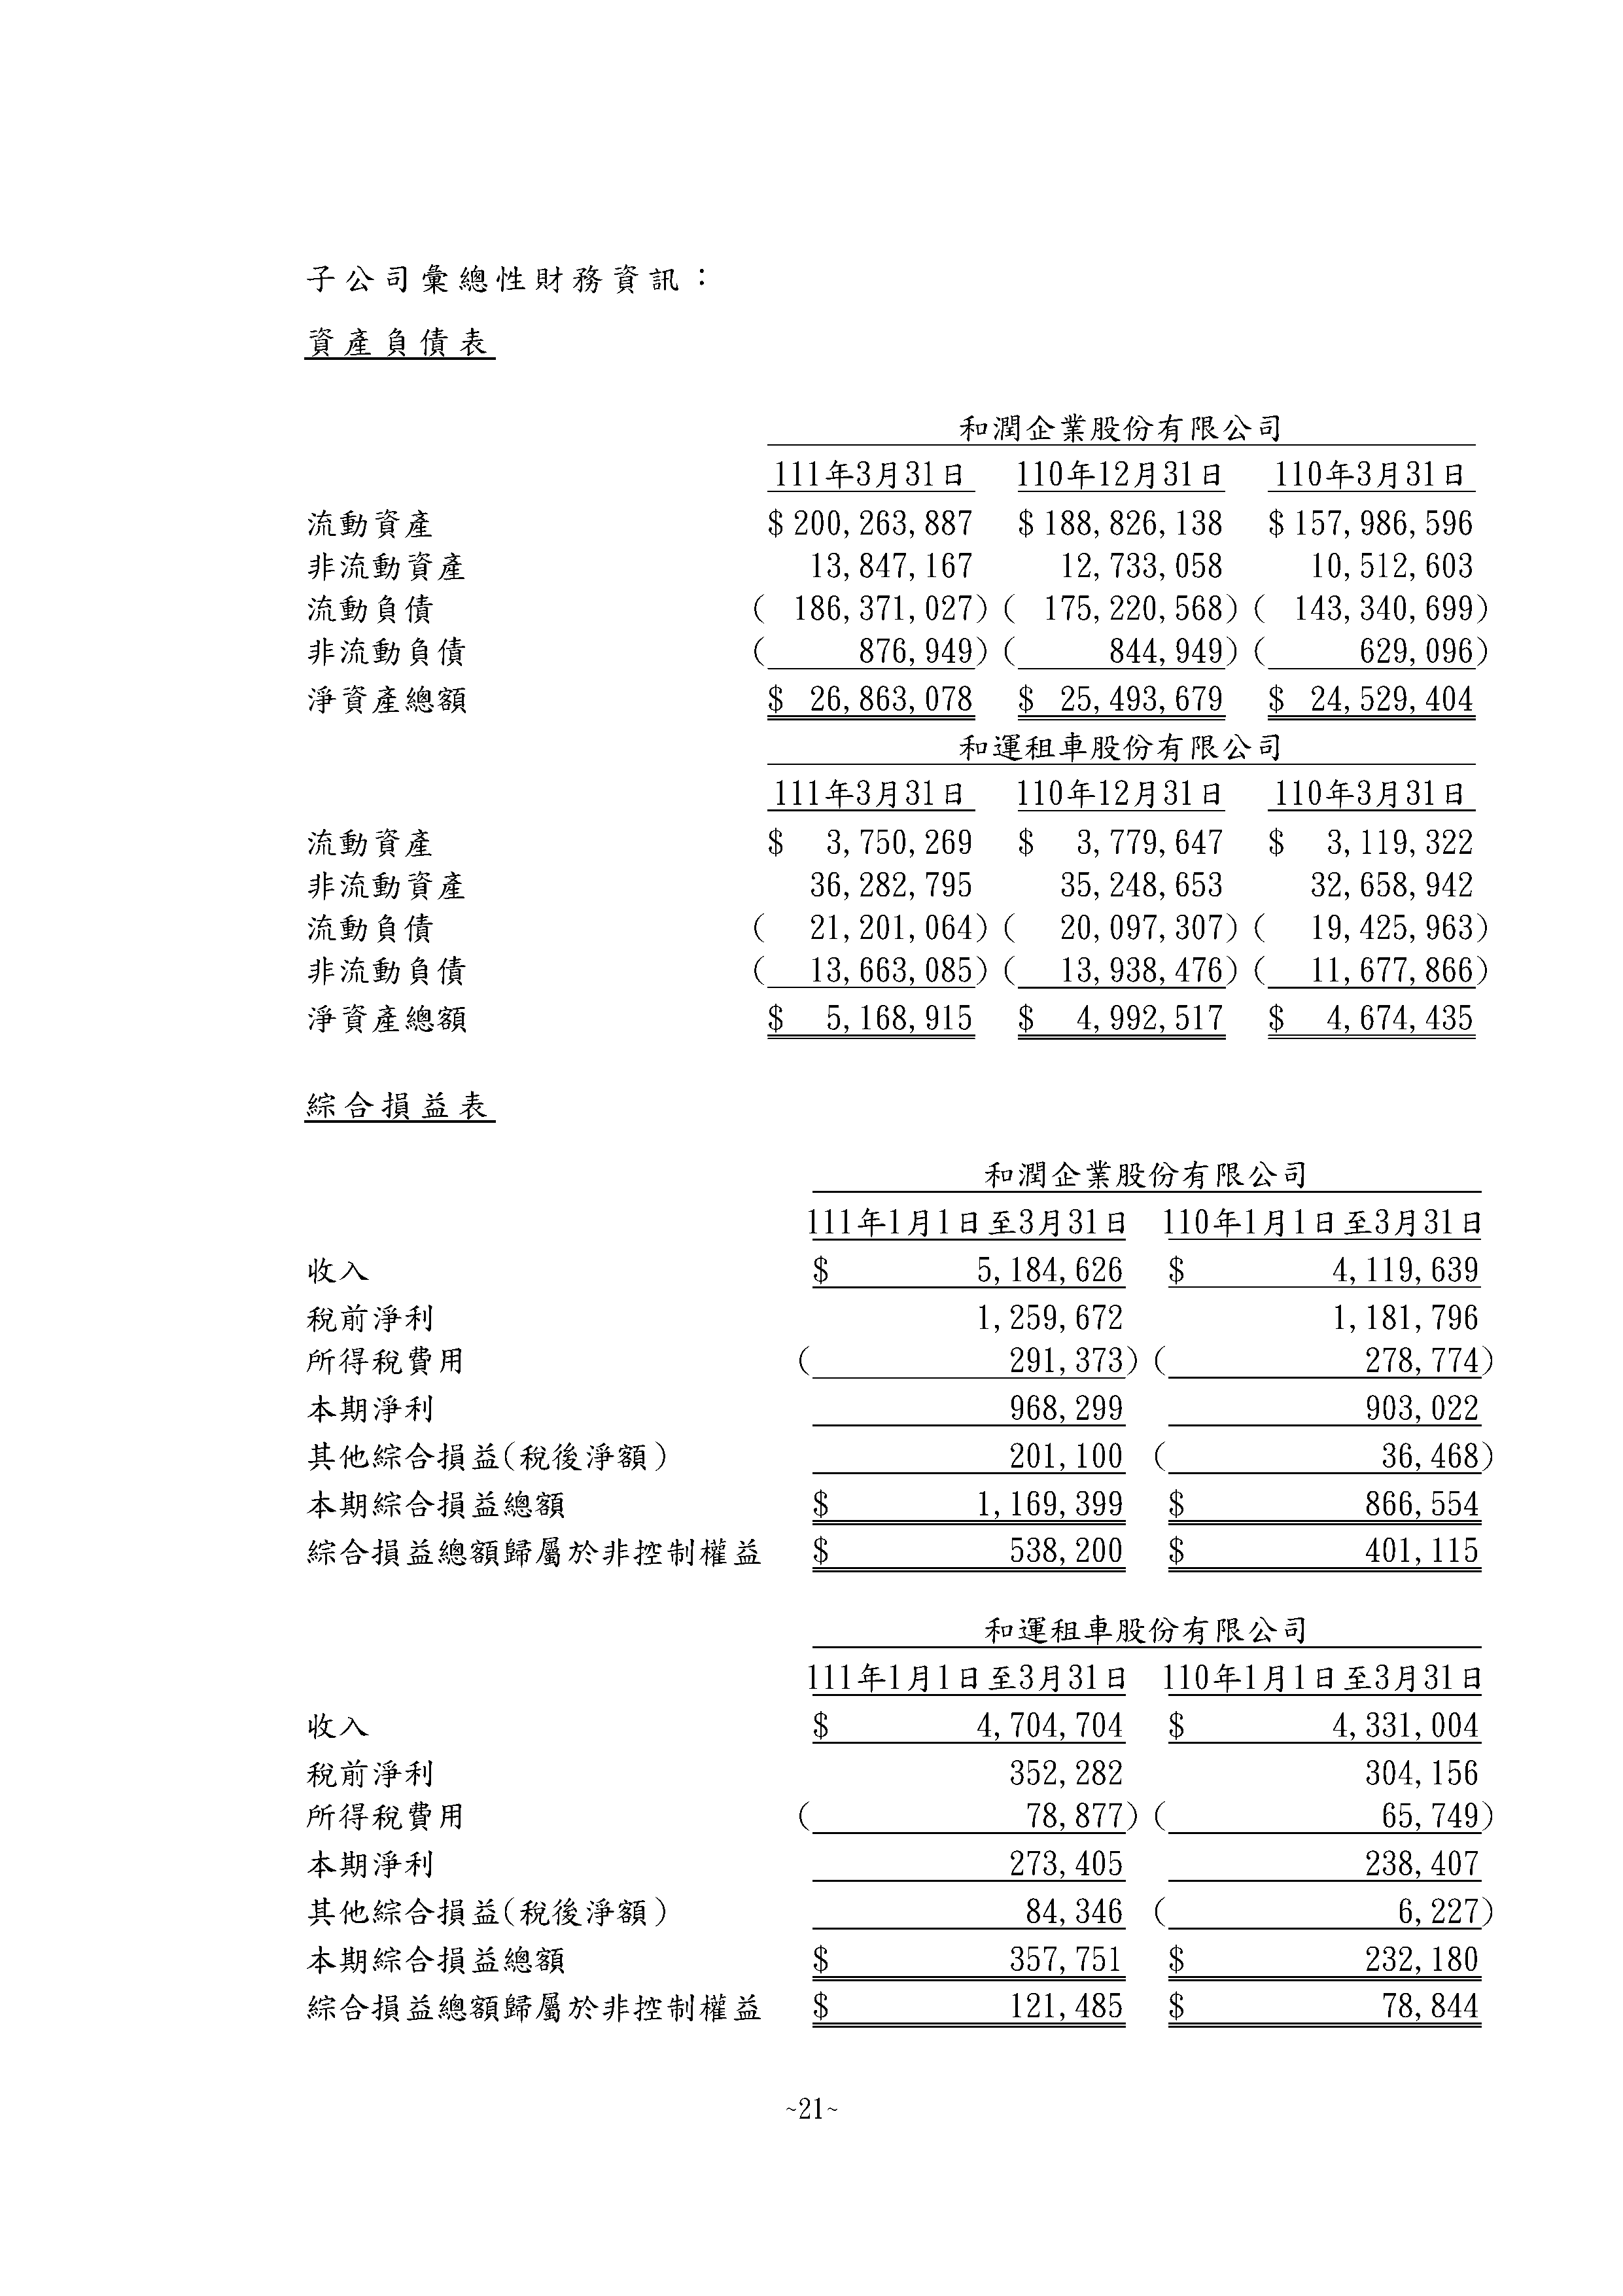 子公司彙總性財務資訊：
資產負債表
和潤企業股份有限公司
111年3月31日 110年12月31日 110年3月31日
流動資產 $ 200,263,887 $ 188,826,138 $ 157,986,596
非流動資產 13,847,167 12,733,058 10,512,603
流動負債 ( 186,371,027) ( 175,220,568) ( 143,340,699)
非流動負債 ( 876,949) ( 844,949) ( 629,096)
淨資產總額 $ 26,863,078 $ 25,493,679 $ 24,529,404
和運租車股份有限公司
111年3月31日 110年12月31日 110年3月31日
流動資產 $ 3,750,269 $ 3,779,647 $ 3,119,322
非流動資產 36,282,795 35,248,653 32,658,942
流動負債 ( 21,201,064) ( 20,097,307) ( 19,425,963)
非流動負債 ( 13,663,085) ( 13,938,476) ( 11,677,866)
淨資產總額 $ 5,168,915 $ 4,992,517 $ 4,674,435
綜合損益表
和潤企業股份有限公司
111年1月1日至3月31日 110年1月1日至3月31日
收入 $ 5,184,626 $ 4,119,639
稅前淨利 1,259,672 1,181,796
所得稅費用 ( 291,373) ( 278,774)
本期淨利 968,299 903,022
其他綜合損益(稅後淨額) 201,100 ( 36,468)
本期綜合損益總額 $ 1,169,399 $ 866,554
綜合損益總額歸屬於非控制權益 $ 538,200 $ 401,115
和運租車股份有限公司
111年1月1日至3月31日 110年1月1日至3月31日
收入 $ 4,704,704 $ 4,331,004
稅前淨利 352,282 304,156
所得稅費用 ( 78,877) ( 65,749)
本期淨利 273,405 238,407
其他綜合損益(稅後淨額) 84,346 ( 6,227)
本期綜合損益總額 $ 357,751 $ 232,180
綜合損益總額歸屬於非控制權益 $ 121,485 $ 78,844
~21~